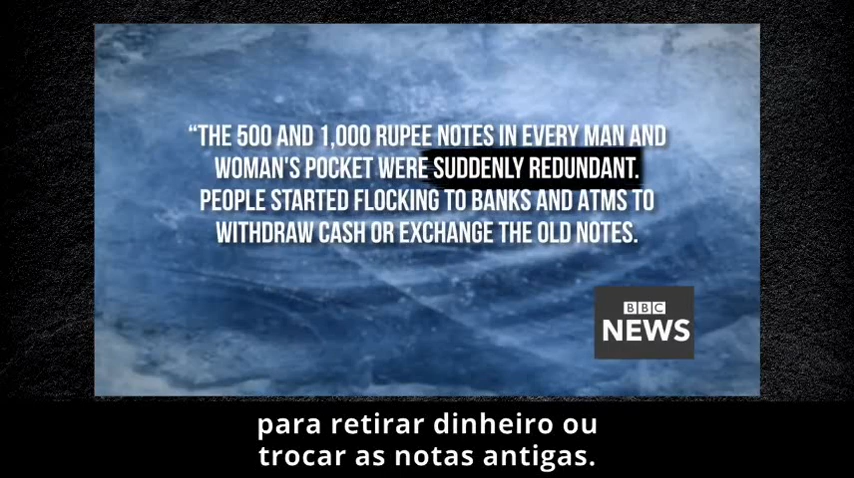 “THE 500 AND 1,000 RUPEE NOTES IN EVERY MAN AND
WOMAN'S POCKET WERE SUDDENLY REDUNDANT.
PEOPLE STARTED FLOCKING TO BANKS AND ATMS TO
WITHDRAW CASH OR EXCHANGE THE OLD NOTES.
BBC
NEWS
para retirar dinheiro ou
trocar as notas antigas.